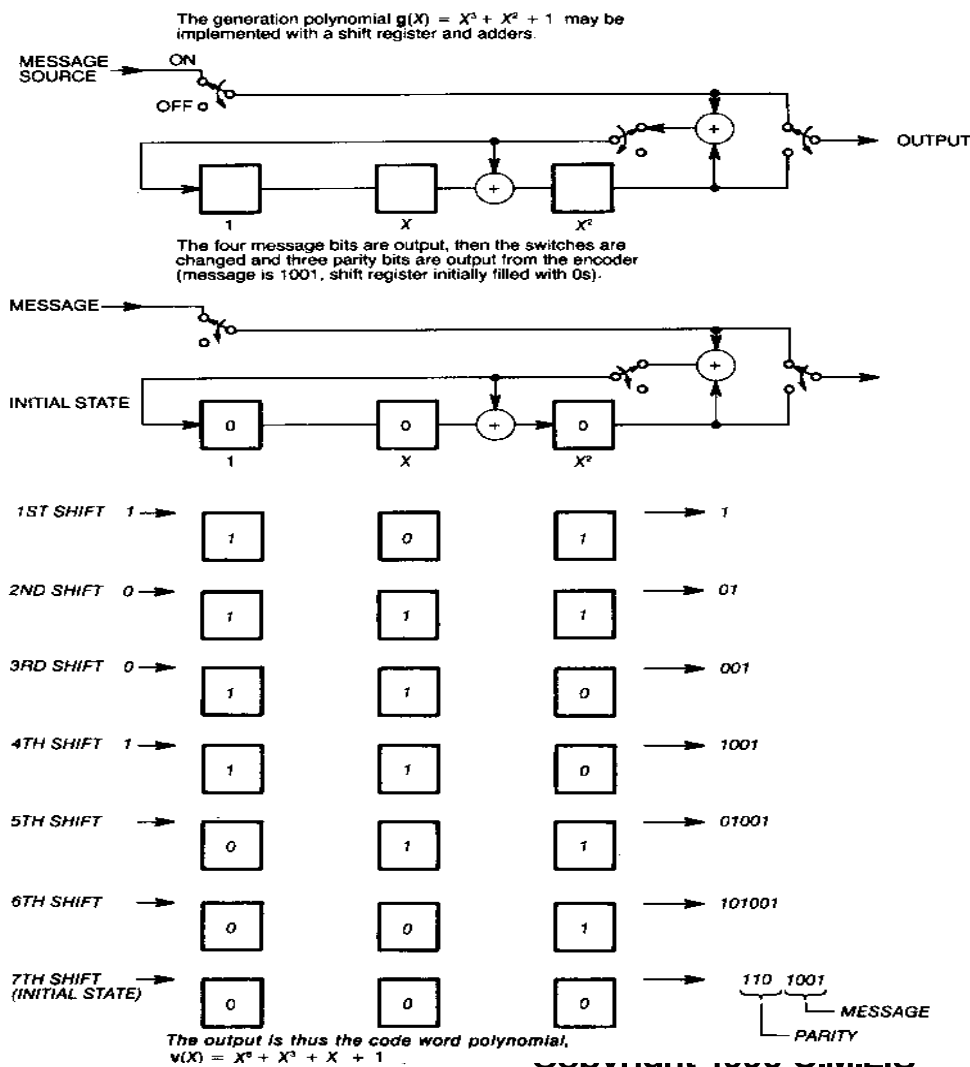 The generation polynomial g(X) = X³ + X² + 1 may be
implemented with a shift register and adders.
MESSAGE SOURCE
ON
OFF
OUTPUT
1 X X²
The four message bits are output, then the switches are
changed and three parity bits are output from the encoder
(message is 1001, shift register initially filled with 0s).
MESSAGE
INITIAL STATE
0 0 0
1 X X²
1ST SHIFT 1 1
1 0 1
2ND SHIFT 0 01
1 1 1
3RD SHIFT 0 001
1 1 0
4TH SHIFT 1 1001
1 1 0
5TH SHIFT 01001
0 1 1
6TH SHIFT 101001
0 0 1
7TH SHIFT 110 1001
(INITIAL STATE)
0 0 0
MESSAGE
PARITY
The output is thus the code word polynomial,
v(X) = X⁶ + X³ + X + 1